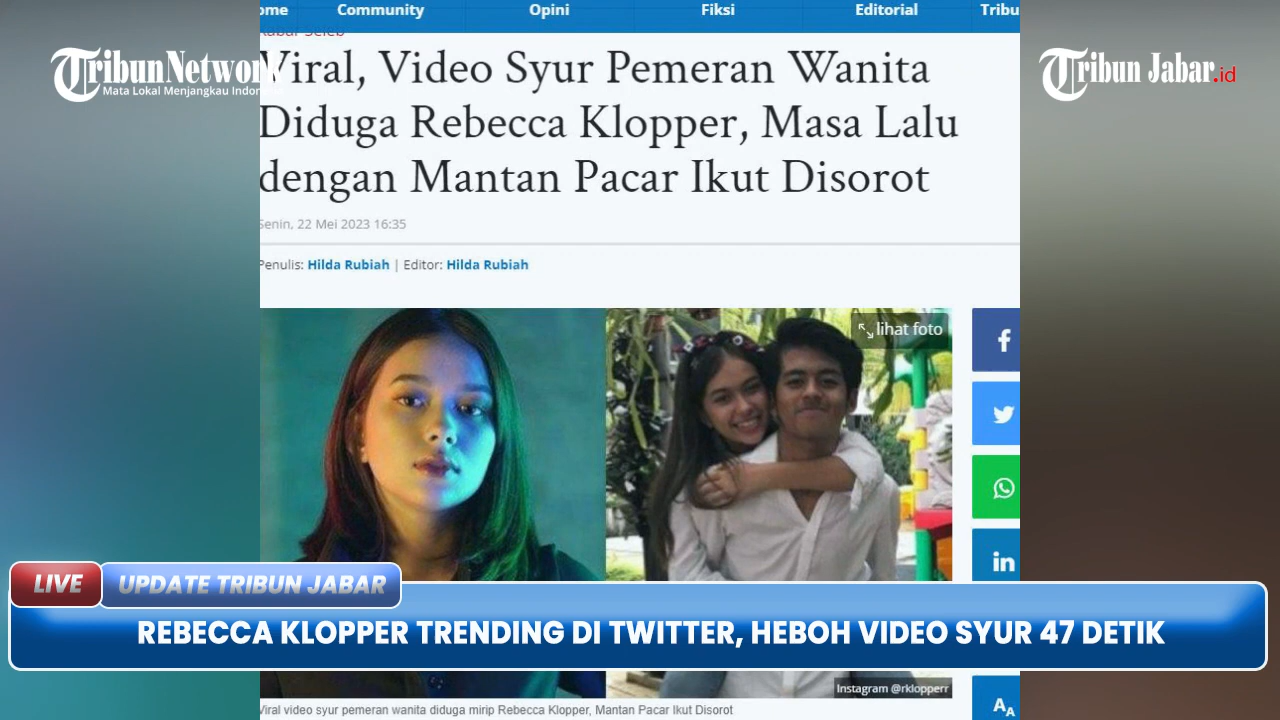 ome Community Opini Fiksi Editorial Tribu
Kabar Seleb
TribunNetwork
Mata Lokal Menjangkau Indone
Tribun Jabar.id
Viral, Video Syur Pemeran Wanita
Diduga Rebecca Klopper, Masa Lalu
dengan Mantan Pacar Ikut Disorot
Senin, 22 Mei 2023 16:35
Penulis: Hilda Rubiah | Editor: Hilda Rubiah
lihat foto
LIVE UPDATE TRIBUN JABAR
REBECCA KLOPPER TRENDING DI TWITTER, HEBOH VIDEO SYUR 47 DETIK
Instagram @rklopperr
Viral video syur pemeran wanita diduga mirip Rebecca Klopper, Mantan Pacar Ikut Disorot
AA